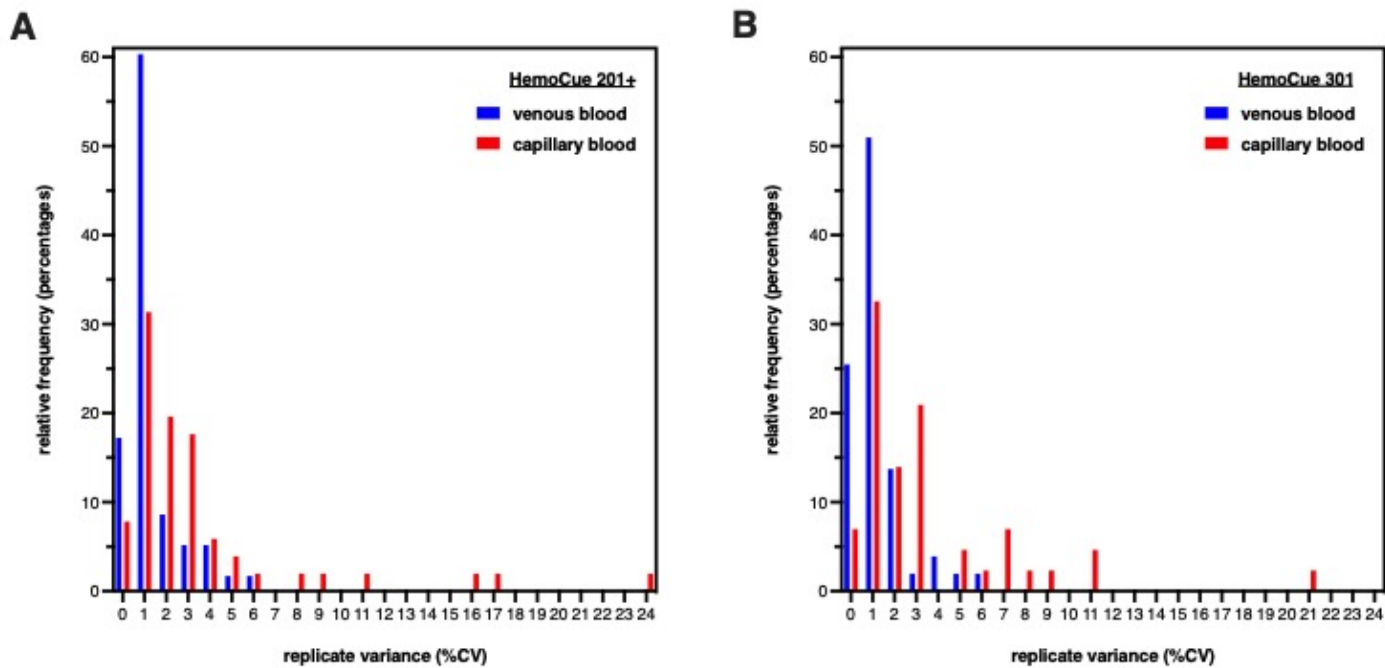 A
HemoCue 201+
venous blood
capillary blood
relative frequency (percentages)
60
50
40
30
20
10
0
0 1 2 3 4 5 6 7 8 9 10 11 12 13 14 15 16 17 18 19 20 21 22 23 24
replicate variance (%CV)
B
HemoCue 301
venous blood
capillary blood
relative frequency (percentages)
60
50
40
30
20
10
0
0 1 2 3 4 5 6 7 8 9 10 11 12 13 14 15 16 17 18 19 20 21 22 23 24
replicate variance (%CV)